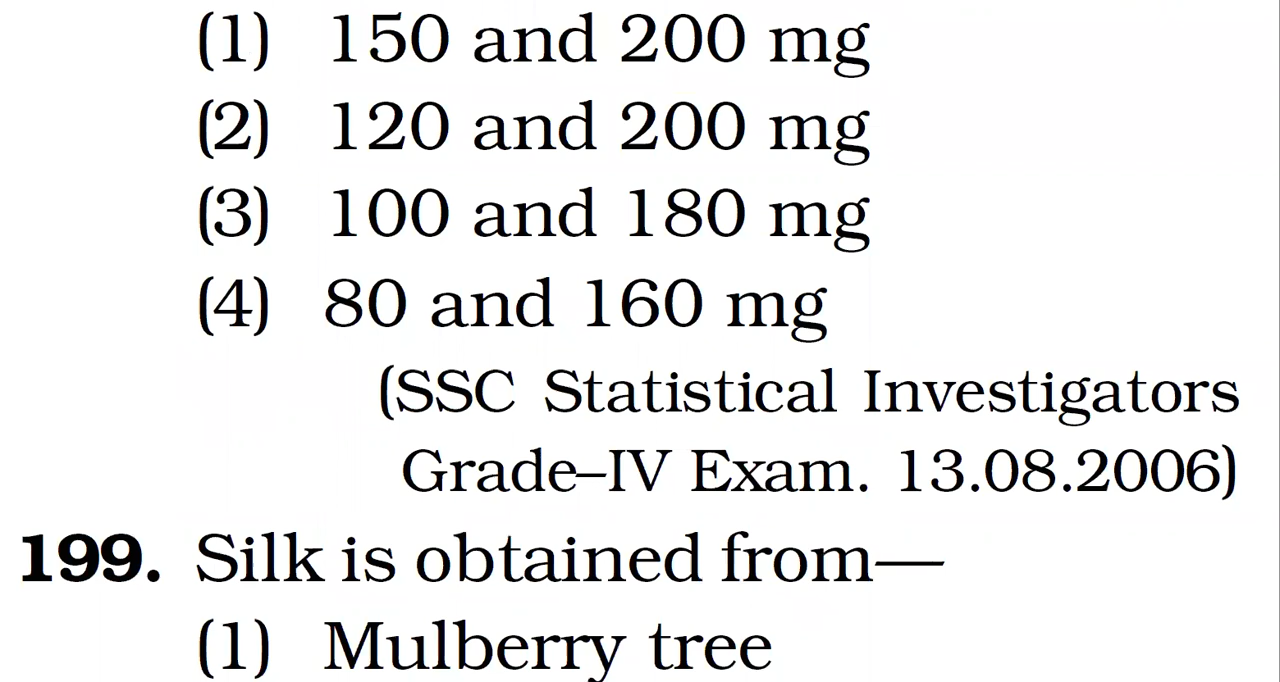 (1) 150 and 200 mg
(2) 120 and 200 mg
(3) 100 and 180 mg
(4) 80 and 160 mg
(SSC Statistical Investigators
Grade–IV Exam. 13.08.2006)
199. Silk is obtained from—
(1) Mulberry tree